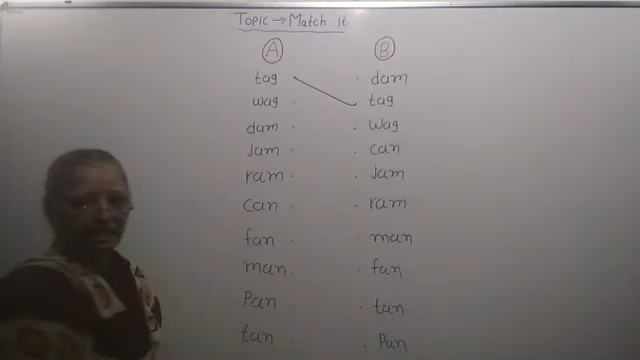 Topic → Match it
A B
tag dam
wag tag
dam wag
Jam can
ram Jam
can ram
fan man
man fan
Pan tan
tan Pan